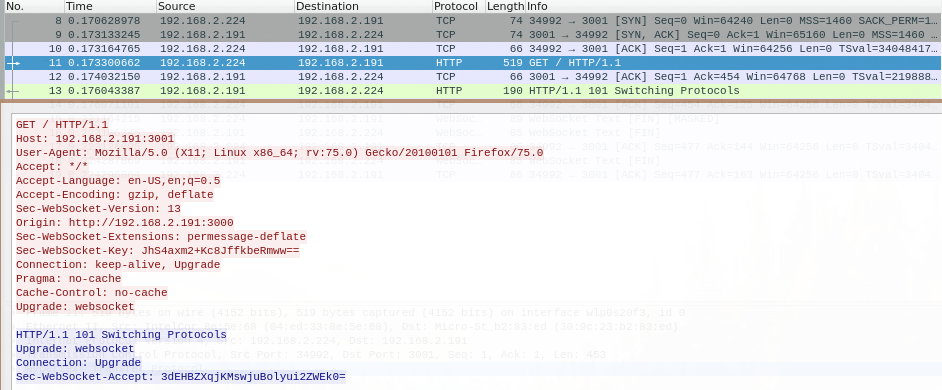 No. Time Source Destination Protocol Length Info
8 0.170628978 192.168.2.224 192.168.2.191 TCP 74 34992 → 3001 [SYN] Seq=0 Win=64240 Len=0 MSS=1460 SACK_PERM=1…
9 0.173133245 192.168.2.191 192.168.2.224 TCP 74 3001 → 34992 [SYN, ACK] Seq=0 Ack=1 Win=65160 Len=0 MSS=1460 …
10 0.173164765 192.168.2.224 192.168.2.191 TCP 66 34992 → 3001 [ACK] Seq=1 Ack=1 Win=64256 Len=0 TSval=34048417…
11 0.173300662 192.168.2.224 192.168.2.191 HTTP 519 GET / HTTP/1.1
12 0.174032150 192.168.2.191 192.168.2.224 TCP 66 3001 → 34992 [ACK] Seq=1 Ack=454 Win=64768 Len=0 TSval=219888…
13 0.176043387 192.168.2.191 192.168.2.224 HTTP 190 HTTP/1.1 101 Switching Protocols
GET / HTTP/1.1
Host: 192.168.2.191:3001
User-Agent: Mozilla/5.0 (X11; Linux x86_64; rv:75.0) Gecko/20100101 Firefox/75.0
Accept: */*
Accept-Language: en-US,en;q=0.5
Accept-Encoding: gzip, deflate
Sec-WebSocket-Version: 13
Origin: http://192.168.2.191:3000
Sec-WebSocket-Extensions: permessage-deflate
Sec-WebSocket-Key: JhS4axm2+Kc8JffkbeRmww==
Connection: keep-alive, Upgrade
Pragma: no-cache
Cache-Control: no-cache
Upgrade: websocket
HTTP/1.1 101 Switching Protocols
Upgrade: websocket
Connection: Upgrade
Sec-WebSocket-Accept: 3dEHBZXqjKMswjuBolyui2ZWEk0=